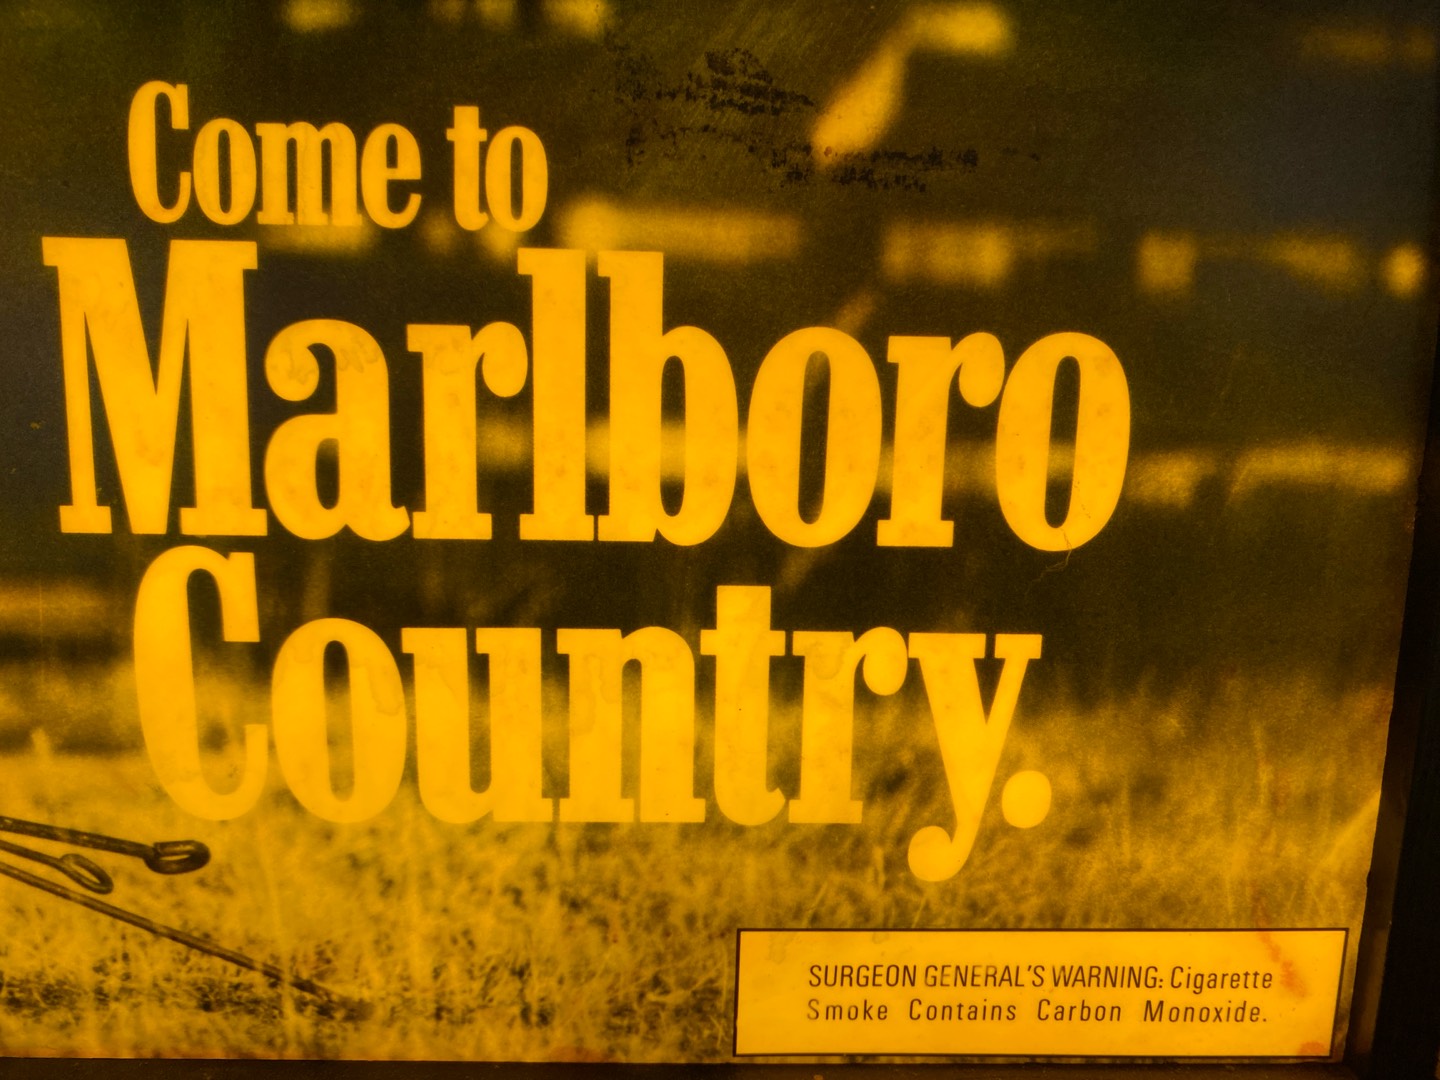 Come to
Marlboro
Country.
SURGEON GENERAL'S WARNING: Cigarette
Smoke Contains Carbon Monoxide.